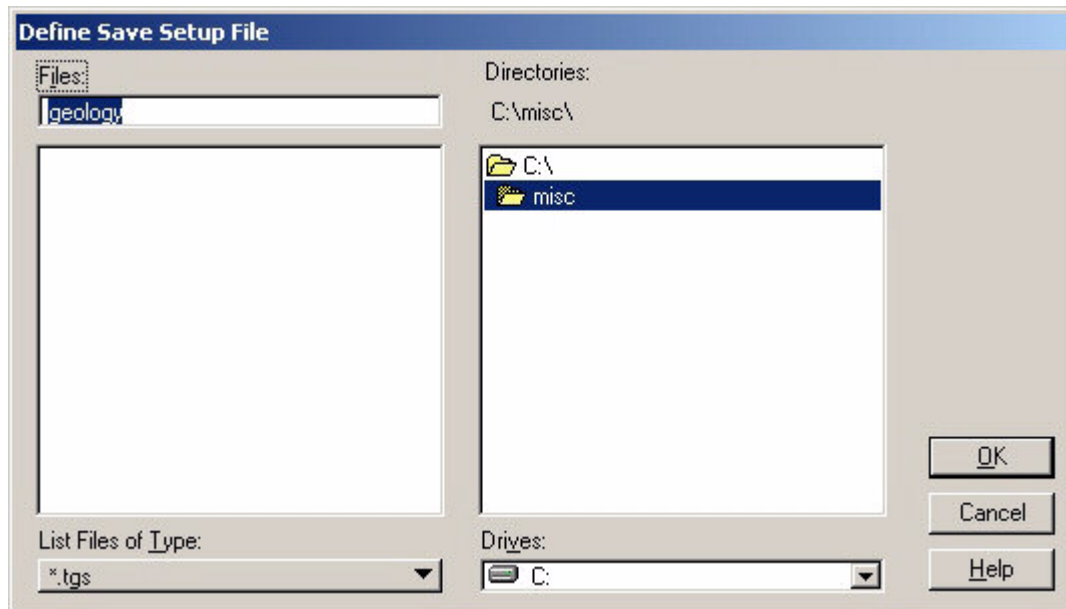 Define Save Setup File
Files:
geology
Directories:
C:\misc\
C:\
misc
OK
Cancel
Help
List Files of Type:
*.tgs
Drives:
C: